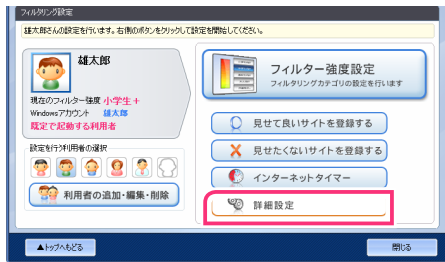 フィルタリング設定
雄太郎さんの設定を行います。右側のボタンをクリックして設定を開始してください。
雄太郎
現在のフィルター強度 小学生＋
Windowsアカウント 雄太郎
既定で起動する利用者
設定を行う利用者の選択
利用者の追加・編集・削除
フィルター強度設定
フィルタリングカテゴリの設定を行います
見せて良いサイトを登録する
見せたくないサイトを登録する
インターネットタイマー
詳細設定
▲トップへもどる
閉じる